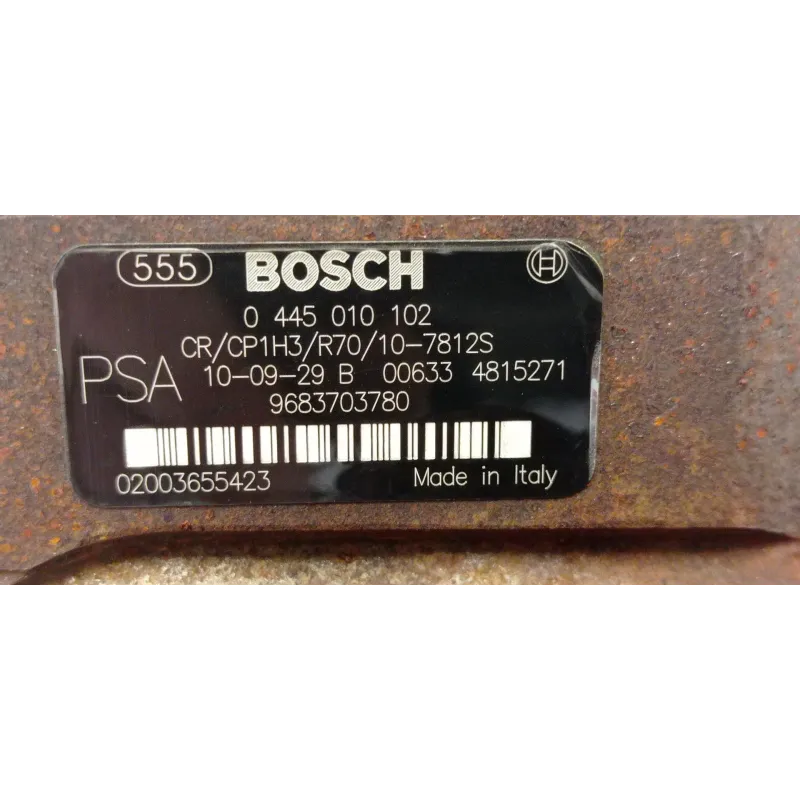 555 BOSCH
0 445 010 102
CR/CP1H3/R70/10-7812S
PSA 10-09-29 B 00633 4815271
9683703780
02003655423 Made in Italy